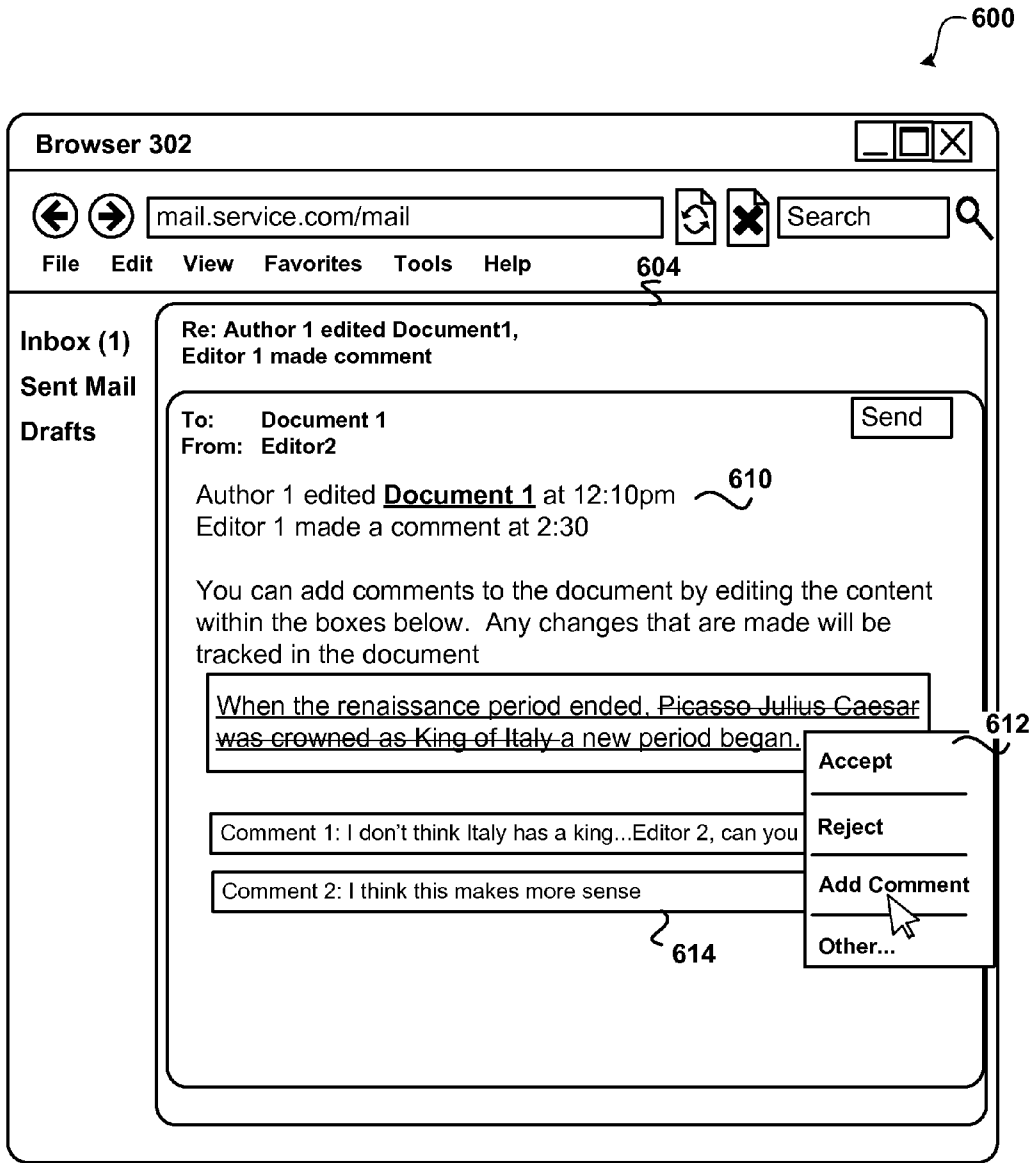 600
Browser 302
mail.service.com/mail
Search
File Edit View Favorites Tools Help
604
Inbox (1)
Sent Mail
Drafts
Re: Author 1 edited Document1,
Editor 1 made comment
To: Document 1
From: Editor2
Send
Author 1 edited Document 1 at 12:10pm
610
Editor 1 made a comment at 2:30
You can add comments to the document by editing the content
within the boxes below. Any changes that are made will be
tracked in the document
When the renaissance period ended, Picasso Julius Caesar
was crowned as King of Italy a new period began.
612
Accept
Reject
Add Comment
Other...
Comment 1: I don't think Italy has a king...Editor 2, can you
Comment 2: I think this makes more sense
614